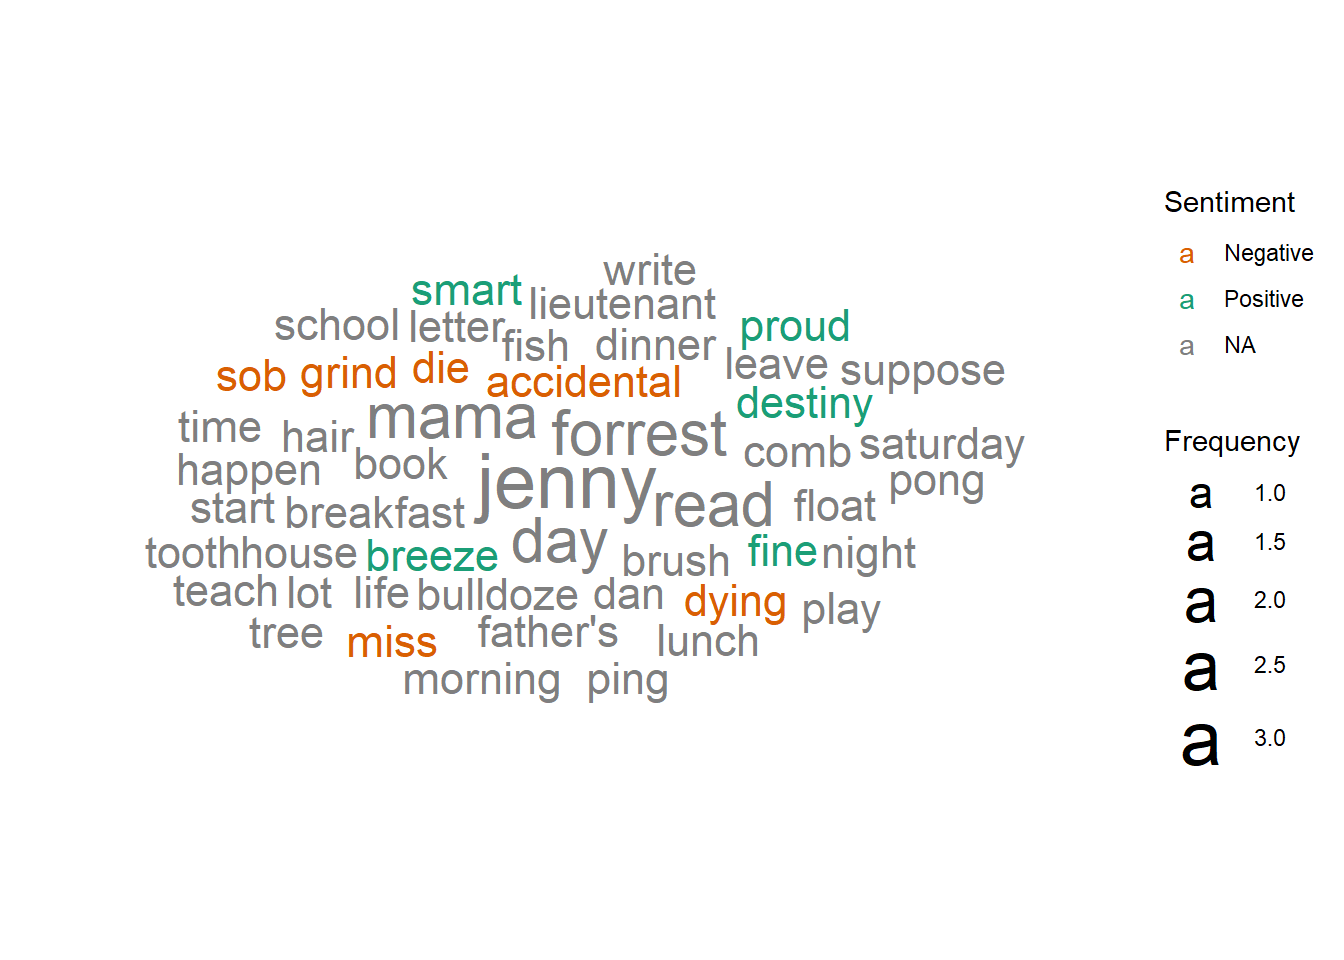 write
smart lieutenant
school letter fish dinner proud
sob grind die accidental leave suppose
mama forrest destiny
time hair comb saturday
happen book jenny read pong
start breakfast float
day
toothhouse breeze brush fine night
teach lot life bulldoze dan dying play
tree miss father's lunch
morning ping
Sentiment
a Negative
a Positive
a NA
Frequency
a 1.0
a 1.5
a 2.0
a 2.5
a 3.0